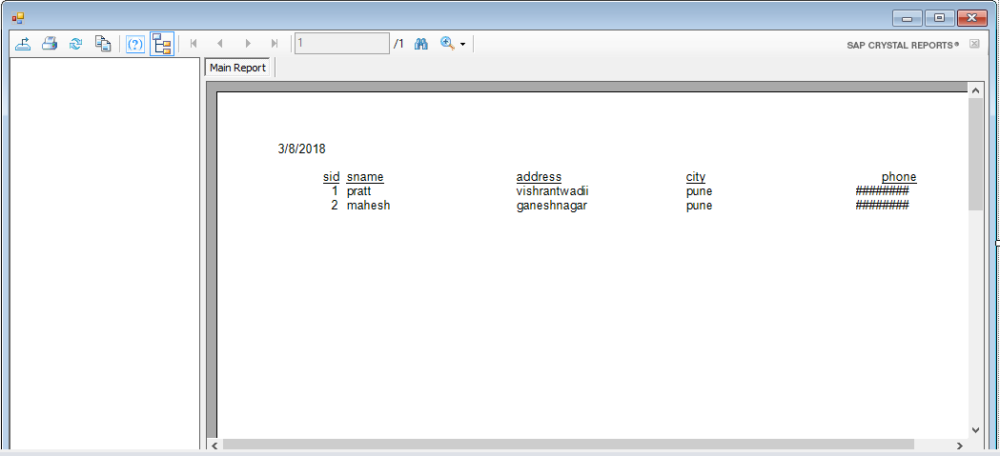 (?) 1 /1 SAP CRYSTAL REPORTS®
Main Report
3/8/2018
sid sname address city phone
1 pratt vishrantwadii pune ########
2 mahesh ganeshnagar pune ########